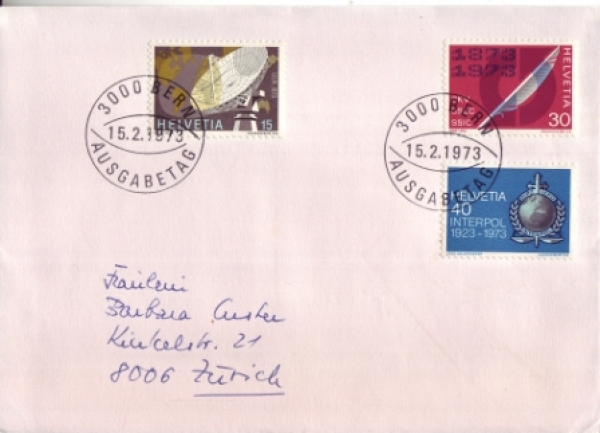 HELVETIA 15
3000 BERN
15.2.1973
AUSGABETAG
1873
1973
HELVETIA
30
3000 BERN
15.2.1973
AUSGABETAG
HELVETIA
40
INTERPOL
1923-1973
Fräulein
Barbara
Kinkelstr. 21
8006 Zürich